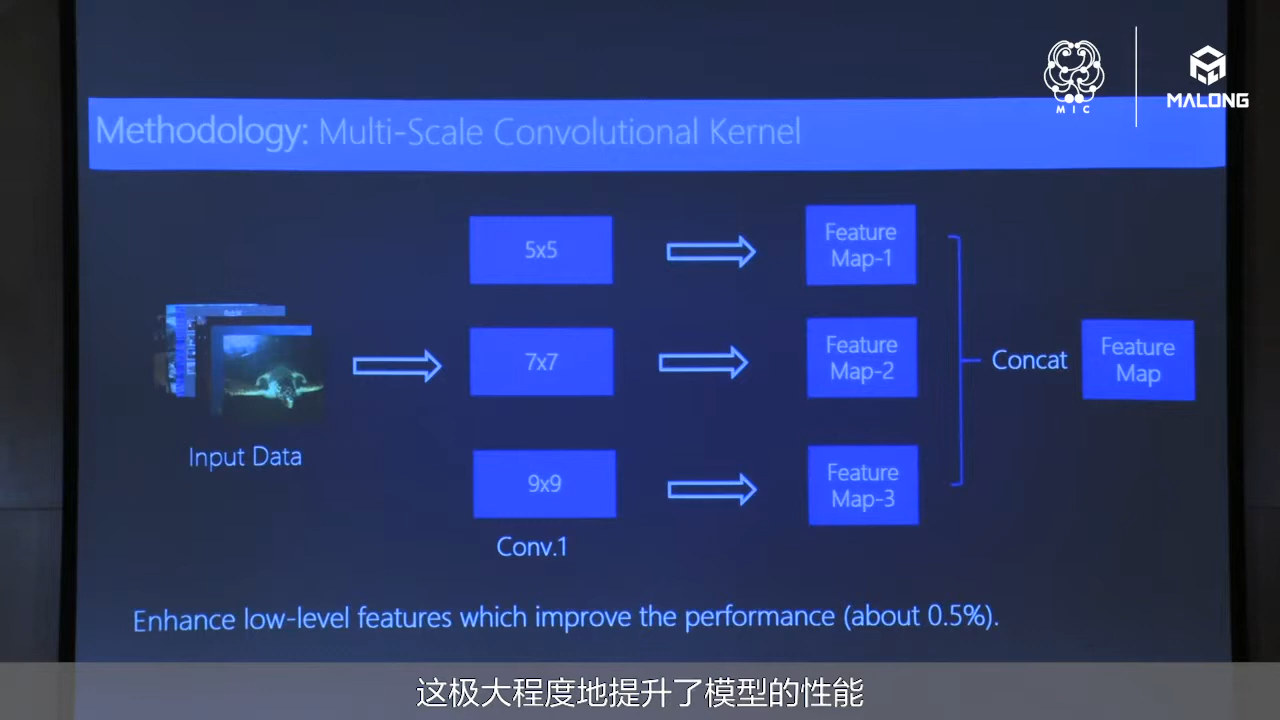 MIC
MALONG
Methodology: Multi-Scale Convolutional Kernel
5x5
Feature
Map-1
7x7
Feature
Map-2
Concat
Feature
Map
Input Data
9x9
Feature
Map-3
Conv.1
Enhance low-level features which improve the performance (about 0.5%).
这极大程度地提升了模型的性能